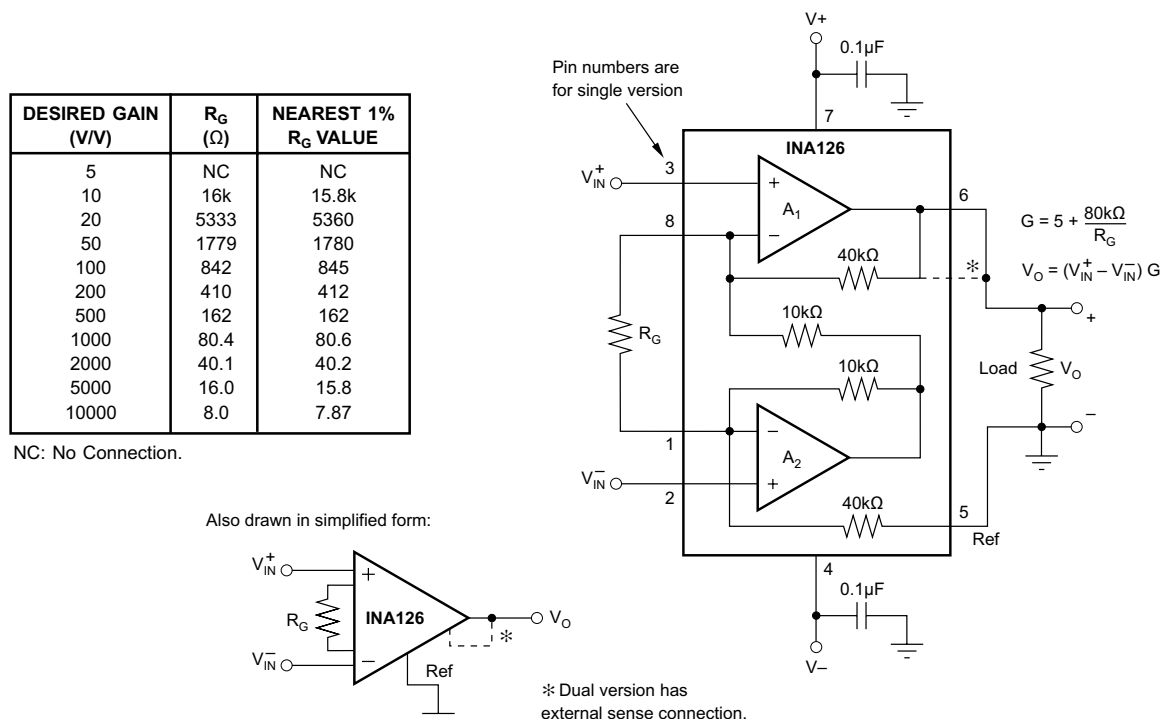 DESIRED GAIN (V/V) R_G (Ω) NEAREST 1% R_G VALUE
5 NC NC
10 16k 15.8k
20 5333 5360
50 1779 1780
100 842 845
200 410 412
500 162 162
1000 80.4 80.6
2000 40.1 40.2
5000 16.0 15.8
10000 8.0 7.87
NC: No Connection.
V+
0.1µF
Pin numbers are
for single version
7
INA126
3
V_IN^+
+
A_1
–
6
8
40kΩ
*
G = 5 + 80kΩ / R_G
V_O = (V_IN^+ – V_IN^–) G
+
10kΩ
R_G
10kΩ
Load
V_O
–
1
–
A_2
+
V_IN^–
2
40kΩ
5
Ref
4
0.1µF
V–
Also drawn in simplified form:
V_IN^+
+
R_G
INA126
V_O
*
V_IN^–
–
Ref
* Dual version has
external sense connection.